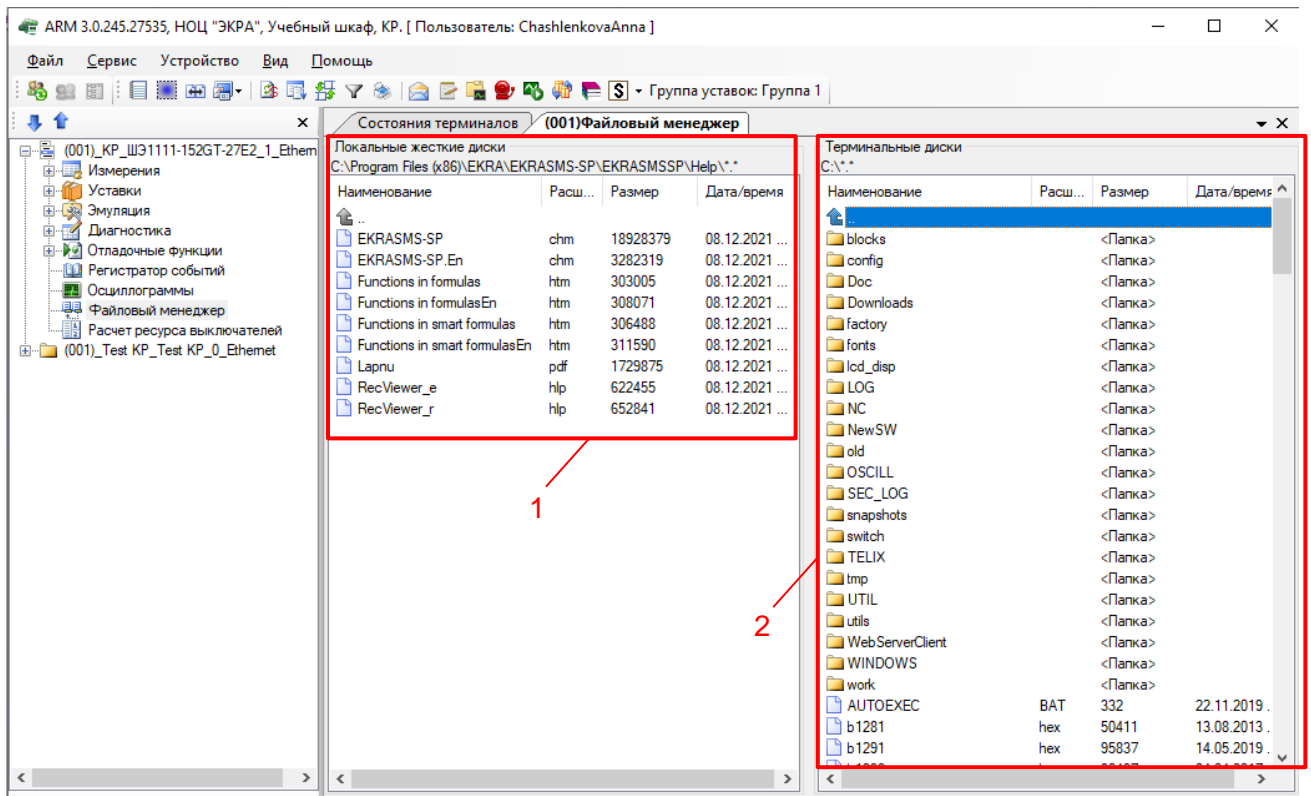 ARM 3.0.245.27535, НОЦ "ЭКРА", Учебный шкаф, КР. [ Пользователь: ChashlenkovaAnna ]
Файл Сервис Устройство Вид Помощь
S Группа уставок: Группа 1
(001)_КР_ШЭ1111-152GT-27E2_1_Ethern
Измерения
Уставки
Эмуляция
Диагностика
Отладочные функции
Регистратор событий
Осциллограммы
Файловый менеджер
Расчет ресурса выключателей
(001)_Test KP_Test KP_0_Ethernet
Состояния терминалов (001)Файловый менеджер
Локальные жесткие диски
C:\Program Files (x86)\EKRA\EKRASMS-SP\EKRASMSSP\Help\*.*
Наименование Расш... Размер Дата/время
..
EKRASMS-SP chm 18928379 08.12.2021 ...
EKRASMS-SP.En chm 3282319 08.12.2021 ...
Functions in formulas htm 303005 08.12.2021 ...
Functions in formulasEn htm 308071 08.12.2021 ...
Functions in smart formulas htm 306488 08.12.2021 ...
Functions in smart formulasEn htm 311590 08.12.2021 ...
Lapnu pdf 1729875 08.12.2021 ...
RecViewer_e hlp 622455 08.12.2021 ...
RecViewer_r hlp 652841 08.12.2021 ...
1
Терминальные диски
C:\*.*
Наименование Расш... Размер Дата/время
..
blocks <Папка>
config <Папка>
Doc <Папка>
Downloads <Папка>
factory <Папка>
fonts <Папка>
lcd_disp <Папка>
LOG <Папка>
NC <Папка>
NewSW <Папка>
old <Папка>
OSCILL <Папка>
SEC_LOG <Папка>
snapshots <Папка>
switch <Папка>
TELIX <Папка>
tmp <Папка>
UTIL <Папка>
utils <Папка>
WebServerClient <Папка>
WINDOWS <Папка>
work <Папка>
AUTOEXEC BAT 332 22.11.2019 .
b1281 hex 50411 13.08.2013 .
b1291 hex 95837 14.05.2019 .
2